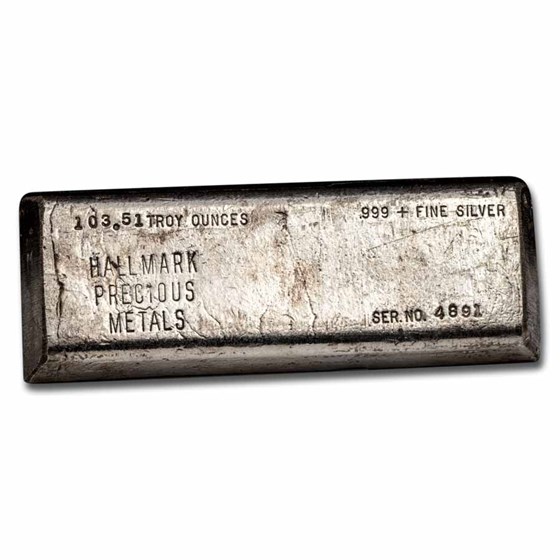 103.51 TROY OUNCES
.999 + FINE SILVER
HALLMARK
PRECIOUS
METALS
SER. NO. 4891